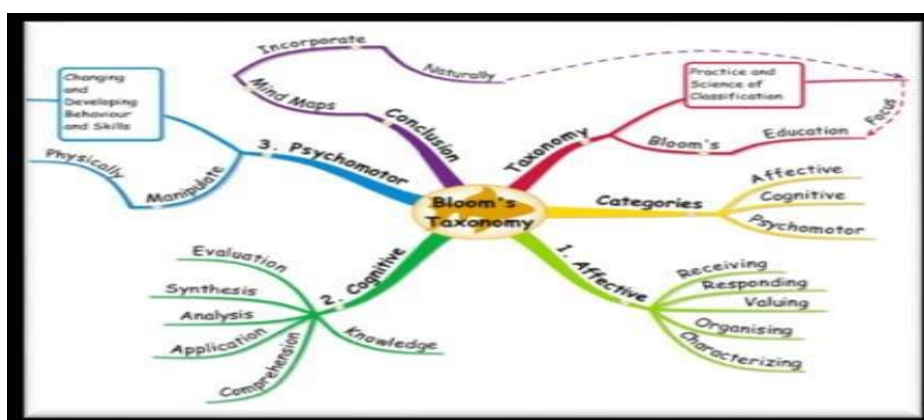 Bloom's
Taxonomy
Taxonomy
Practice and
Science of
Classification
Bloom's
Education
Focus
Categories
Affective
Cognitive
Psychomotor
1. Affective
Receiving
Responding
Valuing
Organising
Characterizing
2. Cognitive
Knowledge
Comprehension
Application
Analysis
Synthesis
Evaluation
3. Psychomator
Changing
and
Developing
Behaviour
and Skills
Manipulate
Physically
Conclusion
Mind Maps
Incorporate
Naturally